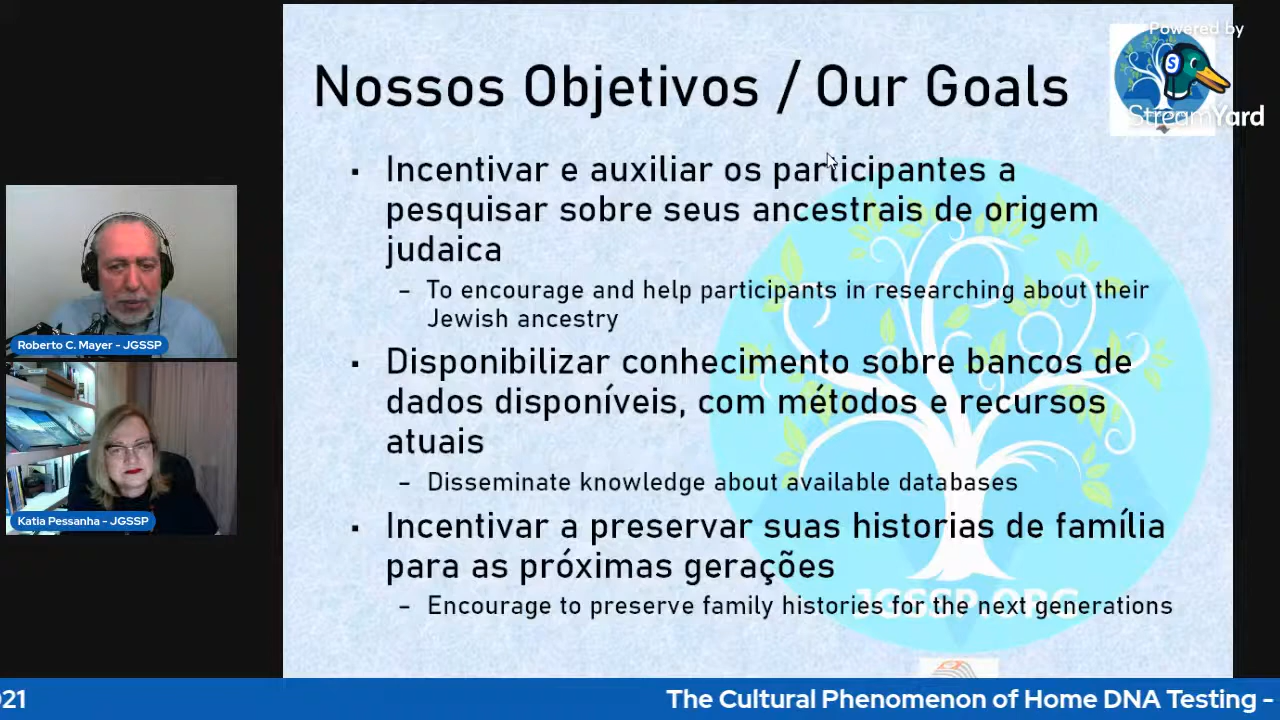 Nossos Objetivos / Our Goals
Powered by
StreamYard
▪ Incentivar e auxiliar os participantes a
pesquisar sobre seus ancestrais de origem
judaica
– To encourage and help participants in researching about their
Jewish ancestry
▪ Disponibilizar conhecimento sobre bancos de
dados disponíveis, com métodos e recursos
atuais
– Disseminate knowledge about available databases
▪ Incentivar a preservar suas historias de família
para as próximas gerações
– Encourage to preserve family histories for the next generations
JGSSP.ORG
Roberto C. Mayer - JGSSP
Katia Pessanha - JGSSP
021
The Cultural Phenomenon of Home DNA Testing -